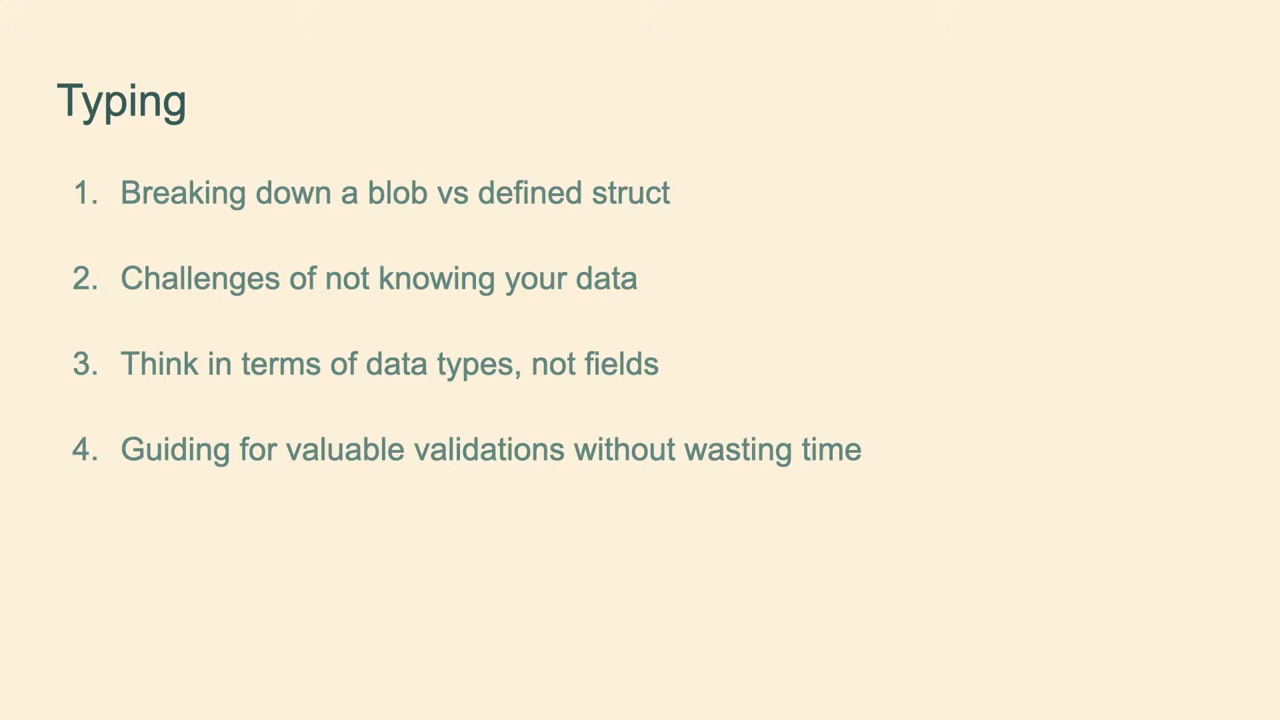 Typing
1. Breaking down a blob vs defined struct
2. Challenges of not knowing your data
3. Think in terms of data types, not fields
4. Guiding for valuable validations without wasting time